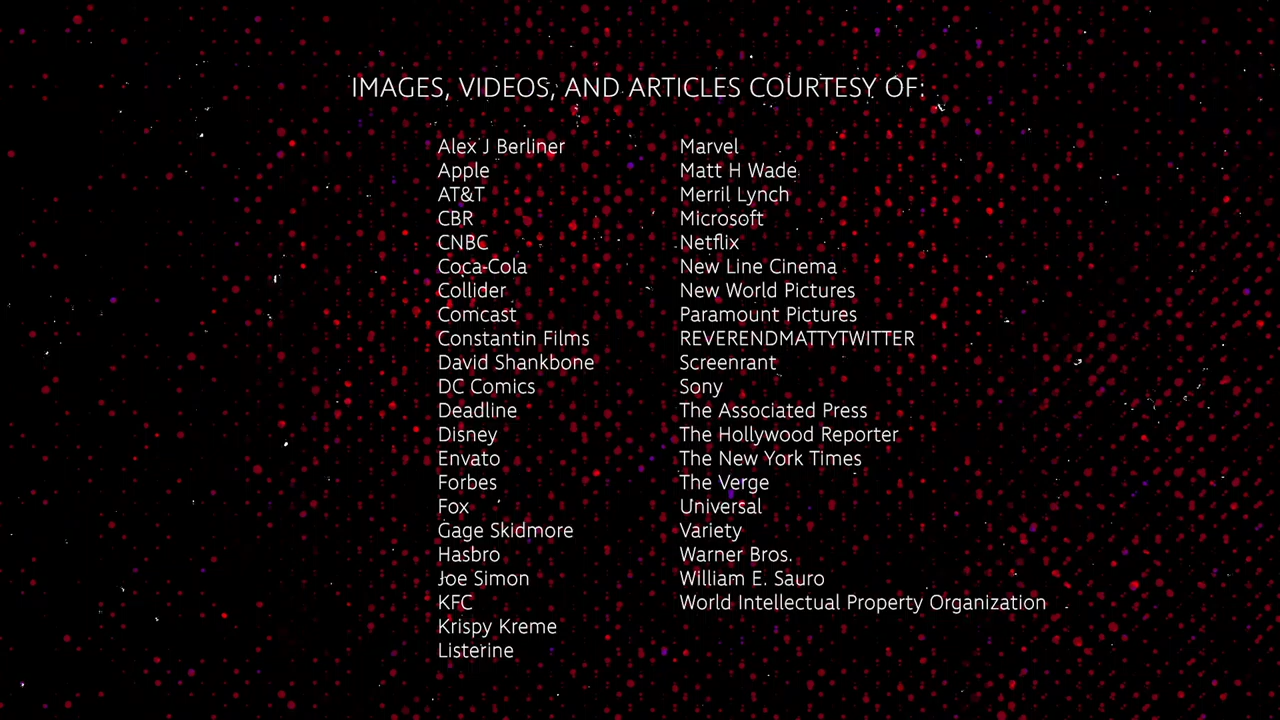 IMAGES, VIDEOS, AND ARTICLES COURTESY OF:
Alex J Berliner
Apple
AT&T
CBR
CNBC
Coca-Cola
Collider
Comcast
Constantin Films
David Shankbone
DC Comics
Deadline
Disney
Envato
Forbes
Fox
Gage Skidmore
Hasbro
Joe Simon
KFC
Krispy Kreme
Listerine
Marvel
Matt H Wade
Merril Lynch
Microsoft
Netflix
New Line Cinema
New World Pictures
Paramount Pictures
REVERENDMATTYTWITTER
Screenrant
Sony
The Associated Press
The Hollywood Reporter
The New York Times
The Verge
Universal
Variety
Warner Bros.
William E. Sauro
World Intellectual Property Organization